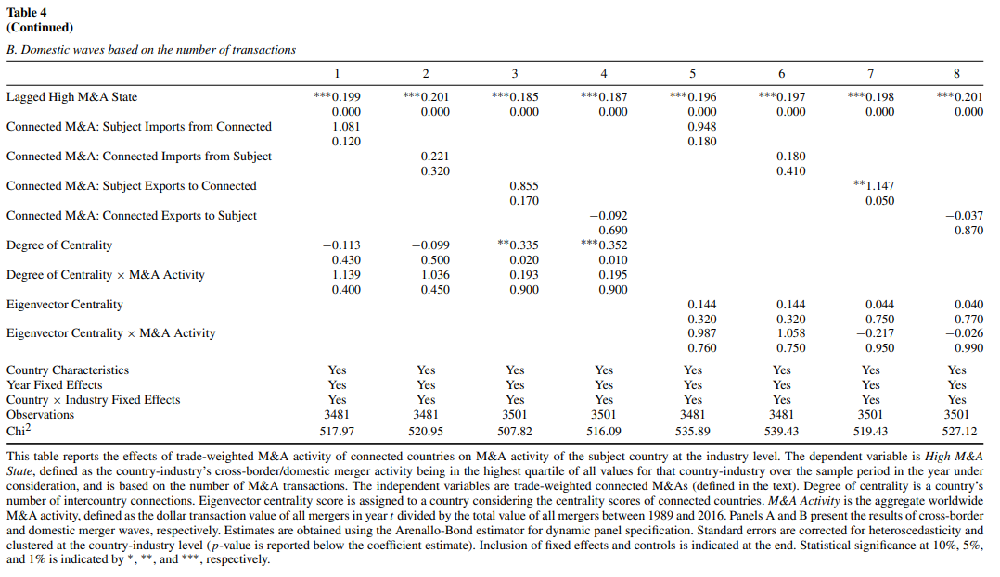 Table 4
(Continued)
B. Domestic waves based on the number of transactions
1 2 3 4 5 6 7 8
Lagged High M&A State ***0.199 ***0.201 ***0.185 ***0.187 ***0.196 ***0.197 ***0.198 ***0.201
0.000 0.000 0.000 0.000 0.000 0.000 0.000 0.000
Connected M&A: Subject Imports from Connected 1.081 0.948
0.120 0.180
Connected M&A: Connected Imports from Subject 0.221 0.180
0.320 0.410
Connected M&A: Subject Exports to Connected 0.855 **1.147
0.170 0.050
Connected M&A: Connected Exports to Subject −0.092 −0.037
0.690 0.870
Degree of Centrality −0.113 −0.099 **0.335 ***0.352
0.430 0.500 0.020 0.010
Degree of Centrality × M&A Activity 1.139 1.036 0.193 0.195
0.400 0.450 0.900 0.900
Eigenvector Centrality 0.144 0.144 0.044 0.040
0.320 0.320 0.750 0.770
Eigenvector Centrality × M&A Activity 0.987 1.058 −0.217 −0.026
0.760 0.750 0.950 0.990
Country Characteristics Yes Yes Yes Yes Yes Yes Yes Yes
Year Fixed Effects Yes Yes Yes Yes Yes Yes Yes Yes
Country × Industry Fixed Effects Yes Yes Yes Yes Yes Yes Yes Yes
Observations 3481 3481 3501 3501 3481 3481 3501 3501
Chi² 517.97 520.95 507.82 516.09 535.89 539.43 519.43 527.12
This table reports the effects of trade-weighted M&A activity of connected countries on M&A activity of the subject country at the industry level. The dependent variable is High M&A
State, defined as the country-industry's cross-border/domestic merger activity being in the highest quartile of all values for that country-industry over the sample period in the year under
consideration, and is based on the number of M&A transactions. The independent variables are trade-weighted connected M&As (defined in the text). Degree of centrality is a country's
number of intercountry connections. Eigenvector centrality score is assigned to a country considering the centrality scores of connected countries. M&A Activity is the aggregate worldwide
M&A activity, defined as the dollar transaction value of all mergers in year t divided by the total value of all mergers between 1989 and 2016. Panels A and B present the results of cross-border
and domestic merger waves, respectively. Estimates are obtained using the Arenallo-Bond estimator for dynamic panel specification. Standard errors are corrected for heteroscedasticity and
clustered at the country-industry level (p-value is reported below the coefficient estimate). Inclusion of fixed effects and controls is indicated at the end. Statistical significance at 10%, 5%,
and 1% is indicated by *, **, and ***, respectively.